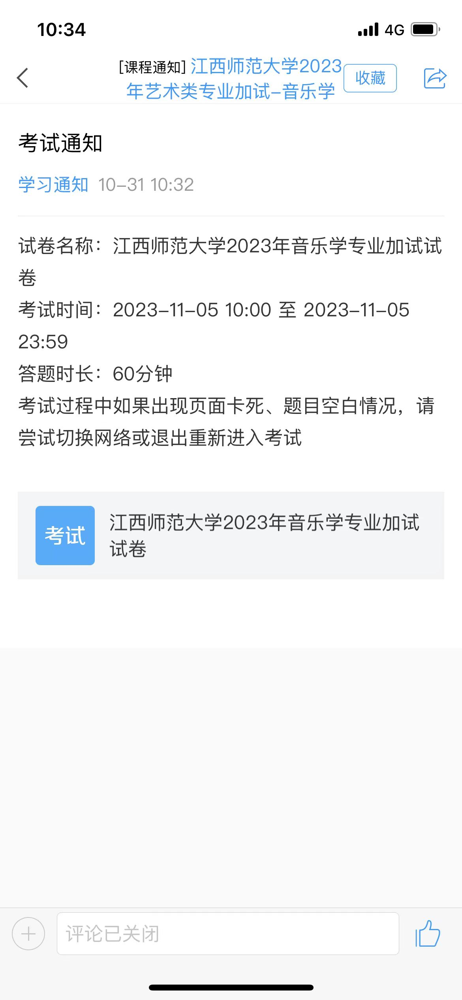 10:34
4G
[课程通知] 江西师范大学2023
年艺术类专业加试-音乐学
收藏
考试通知
学习通知 10-31 10:32
试卷名称：江西师范大学2023年音乐学专业加试试
卷
考试时间：2023-11-05 10:00 至 2023-11-05
23:59
答题时长：60分钟
考试过程中如果出现页面卡死、题目空白情况，请
尝试切换网络或退出重新进入考试
考试
江西师范大学2023年音乐学专业加试
试卷
评论已关闭